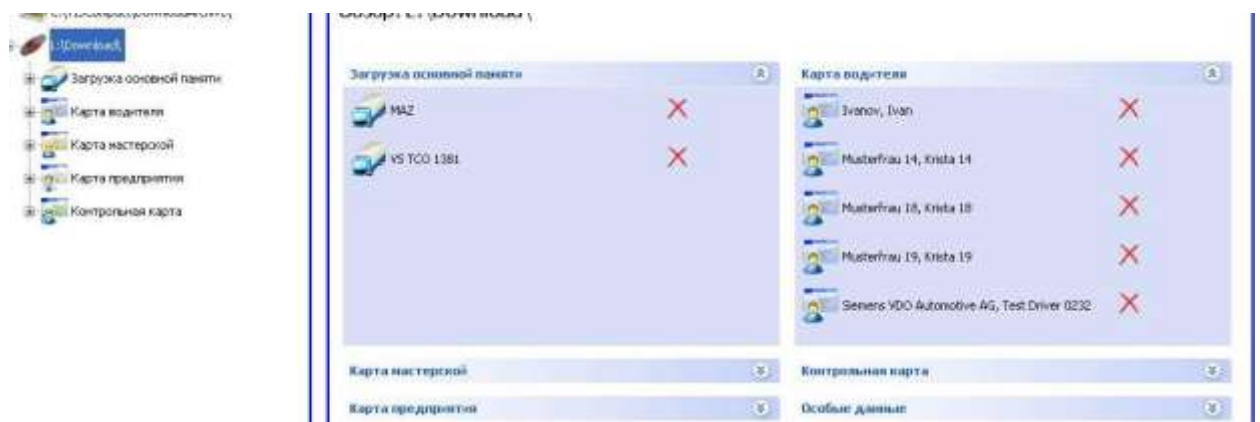 :\Download\
Загрузка основной памяти
Карта водителя
Карта мастерской
Карта предприятия
Контрольная карта
Загрузка основной памяти
MAZ
VS TCO 1381
Карта водителя
Ivanov, Ivan
Musterfrau 14, Krista 14
Musterfrau 18, Krista 18
Musterfrau 19, Krista 19
Siemens VDO Automotive AG, Test Driver 0232
Карта мастерской
Контрольная карта
Карта предприятия
Особые данные